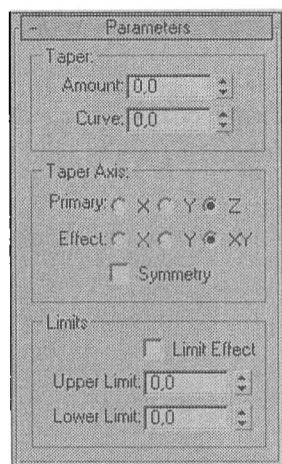 - Parameters
Taper:
Amount: 0,0
Curve: 0,0
Taper Axis:
Primary: X Y Z
Effect: X Y XY
Symmetry
Limits
Limit Effect
Upper Limit: 0,0
Lower Limit: 0,0